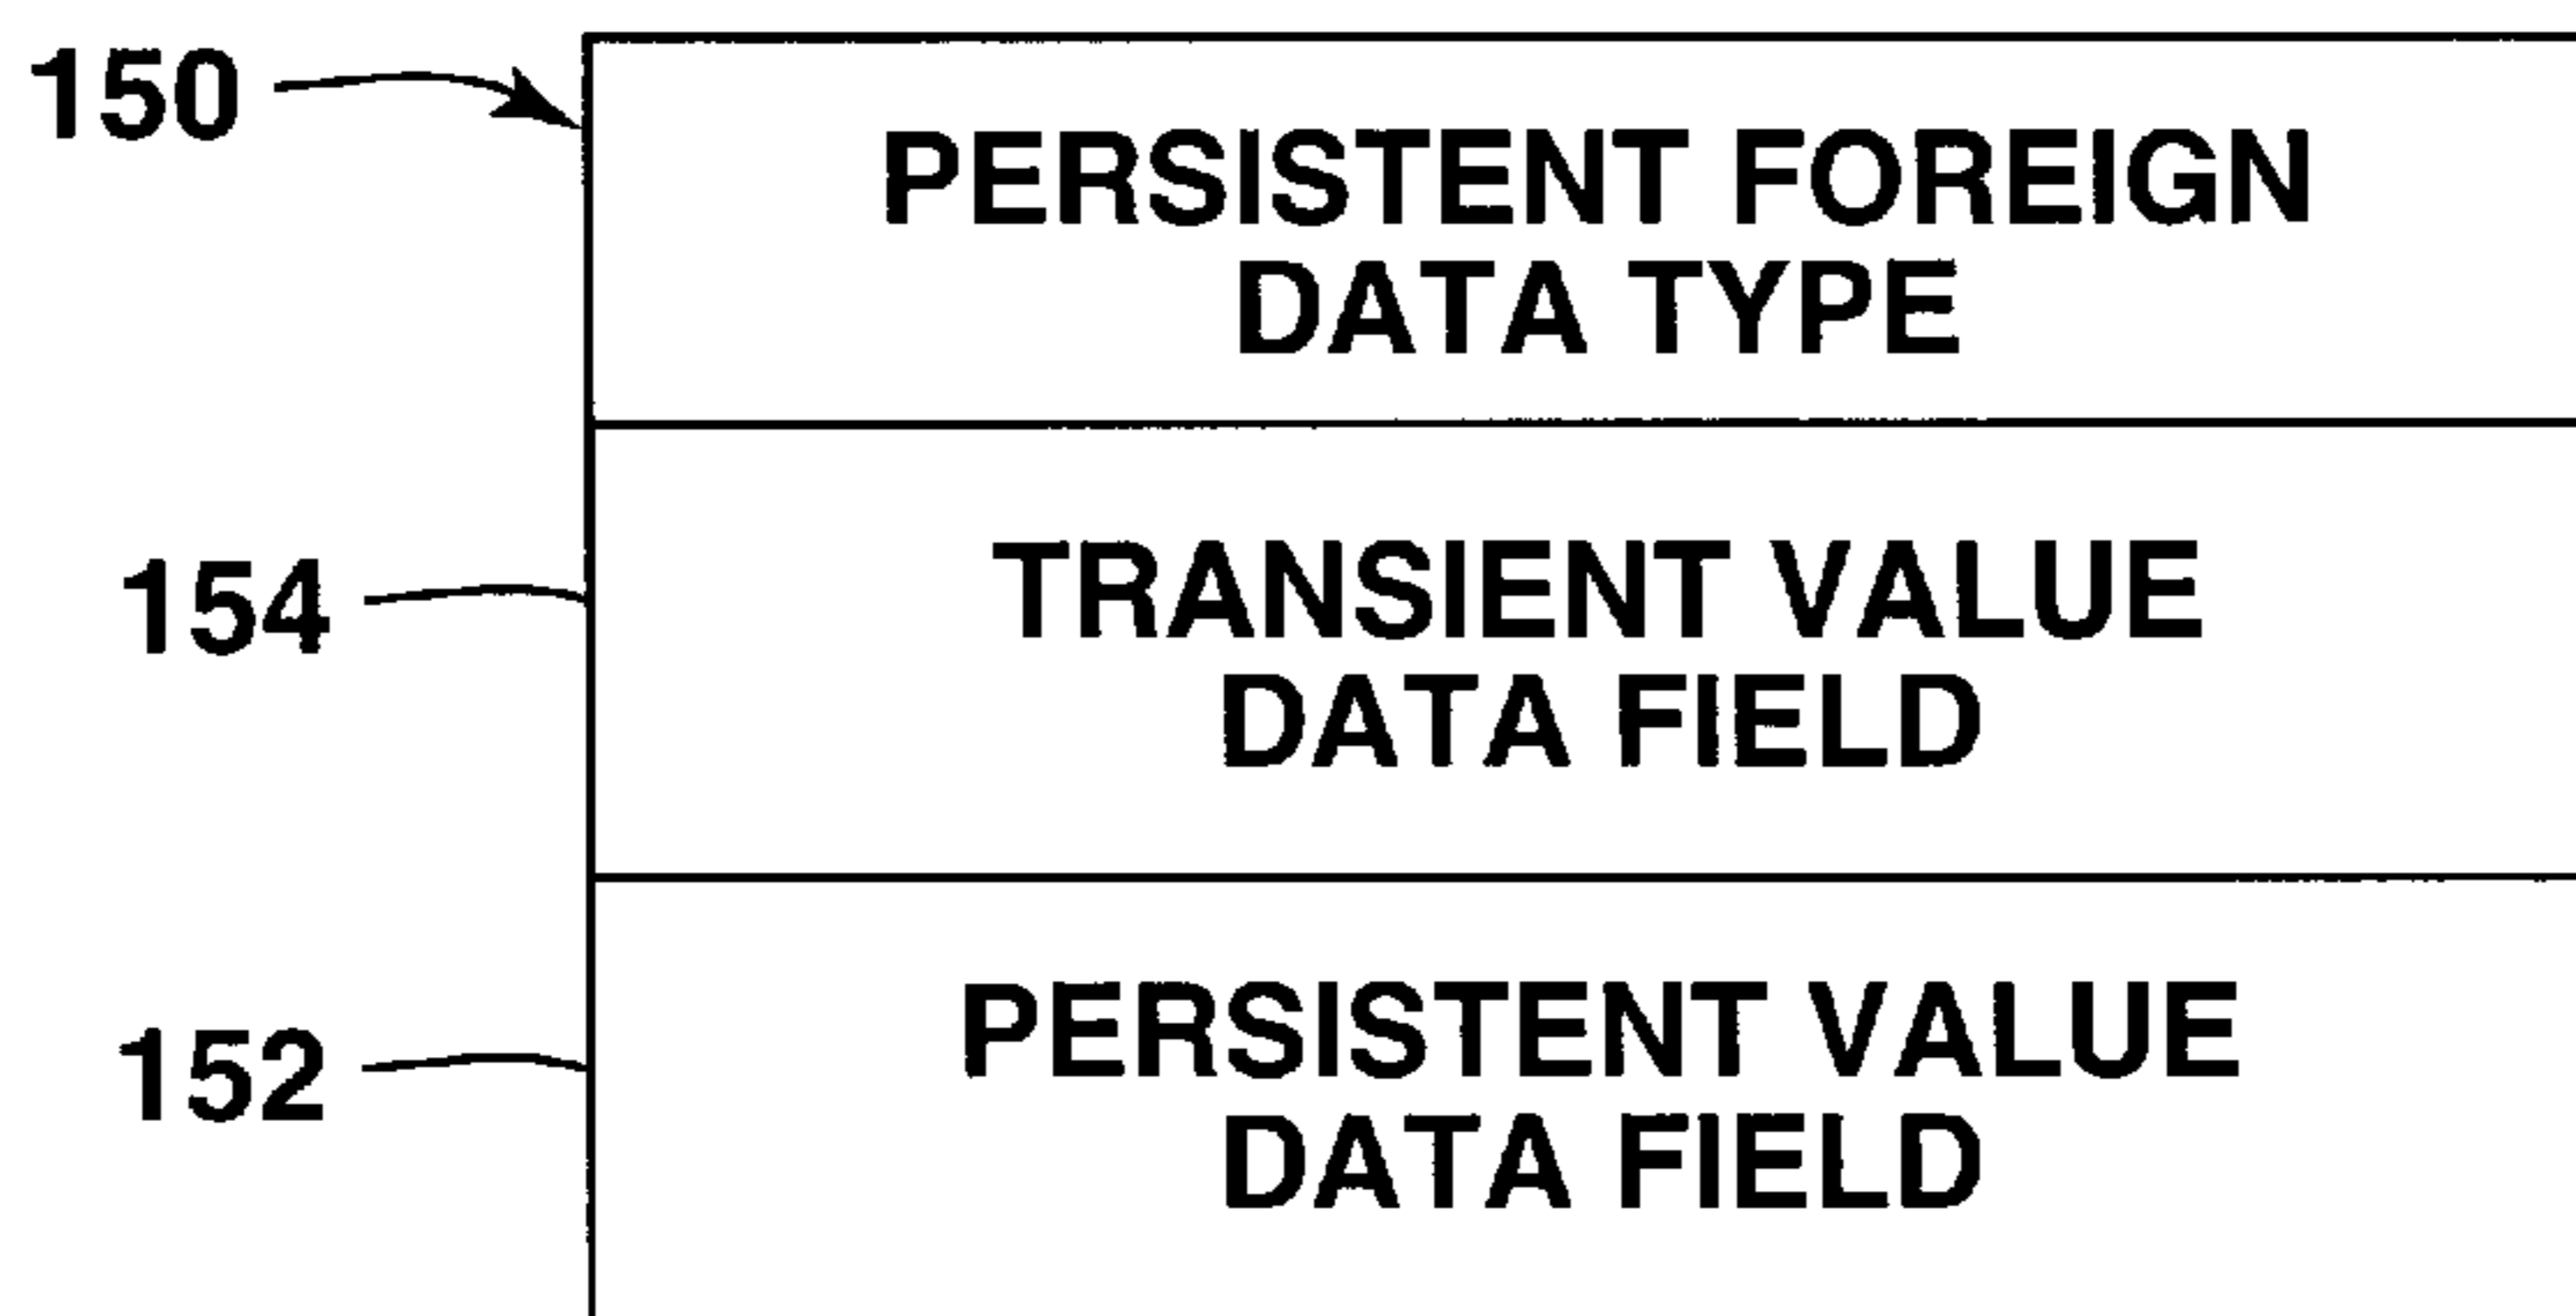 150
PERSISTENT FOREIGN
DATA TYPE
154
TRANSIENT VALUE
DATA FIELD
152
PERSISTENT VALUE
DATA FIELD